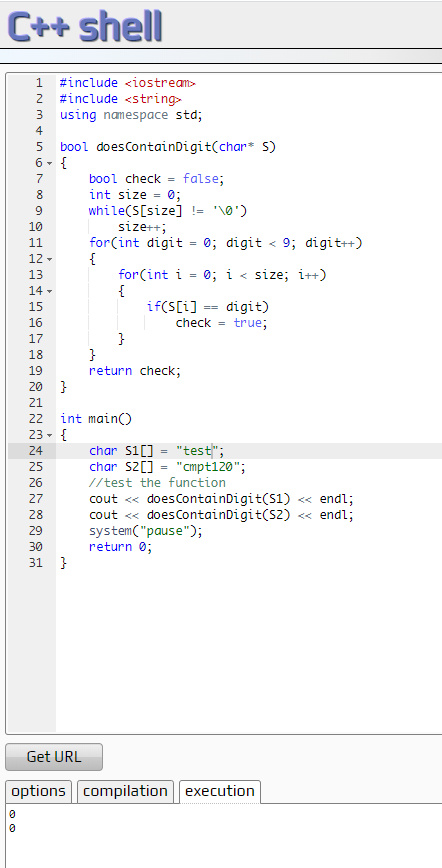 C++ shell
1 #include <iostream>
2 #include <string>
3 using namespace std;
4
5 bool doesContainDigit(char* S)
6 {
7 bool check = false;
8 int size = 0;
9 while(S[size] != '\0')
10 size++;
11 for(int digit = 0; digit < 9; digit++)
12 {
13 for(int i = 0; i < size; i++)
14 {
15 if(S[i] == digit)
16 check = true;
17 }
18 }
19 return check;
20 }
21
22 int main()
23 {
24 char S1[] = "test";
25 char S2[] = "cmpt120";
26 //test the function
27 cout << doesContainDigit(S1) << endl;
28 cout << doesContainDigit(S2) << endl;
29 system("pause");
30 return 0;
31 }
Get URL
options compilation execution
0
0